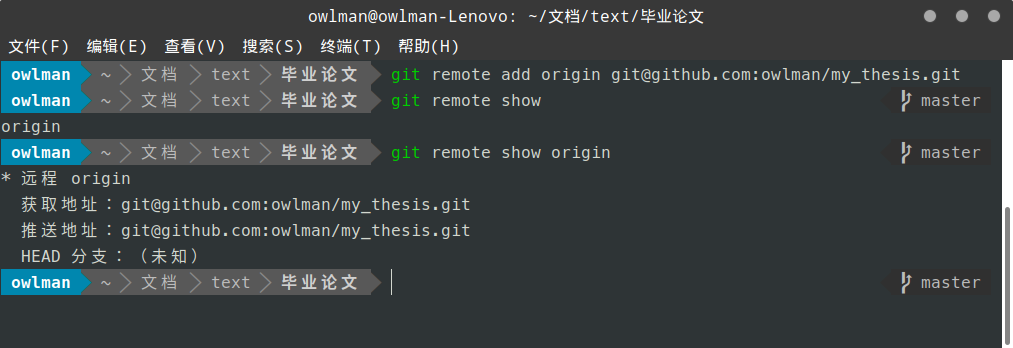 owlman@owlman-Lenovo: ~/文档/text/毕业论文
文件(F) 编辑(E) 查看(V) 搜索(S) 终端(T) 帮助(H)
owlman ~ 文档 text 毕业论文 git remote add origin git@github.com:owlman/my_thesis.git
owlman ~ 文档 text 毕业论文 git remote show master
origin
owlman ~ 文档 text 毕业论文 git remote show origin master
* 远程 origin
获取地址：git@github.com:owlman/my_thesis.git
推送地址：git@github.com:owlman/my_thesis.git
HEAD 分支：（未知）
owlman ~ 文档 text 毕业论文 master